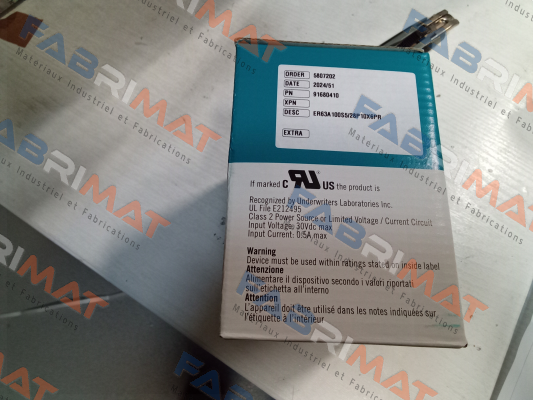 ORDER 5807202
DATE 2024/51
PN 91680410
XPN
DESC ER63A100S5/28P10X6PR
EXTRA
If marked C RU US the product is
Recognized by Underwriters Laboratories Inc.
UL File E212495
Class 2 Power Source or Limited Voltage / Current Circuit
Input Voltage; 30Vdc max
Input Current: 0.5A max
Warning
Device must be used within ratings stated on inside label
Attenzione
Alimentare il dispositivo secondo i valori riportati
sull'etichetta all'interno
Attention
L'appareil doit être utilisé dans les notes indiquées sur
l'étiquette à l'intérieur
FABRIMAT
Materiaux Industriel et Fabrications